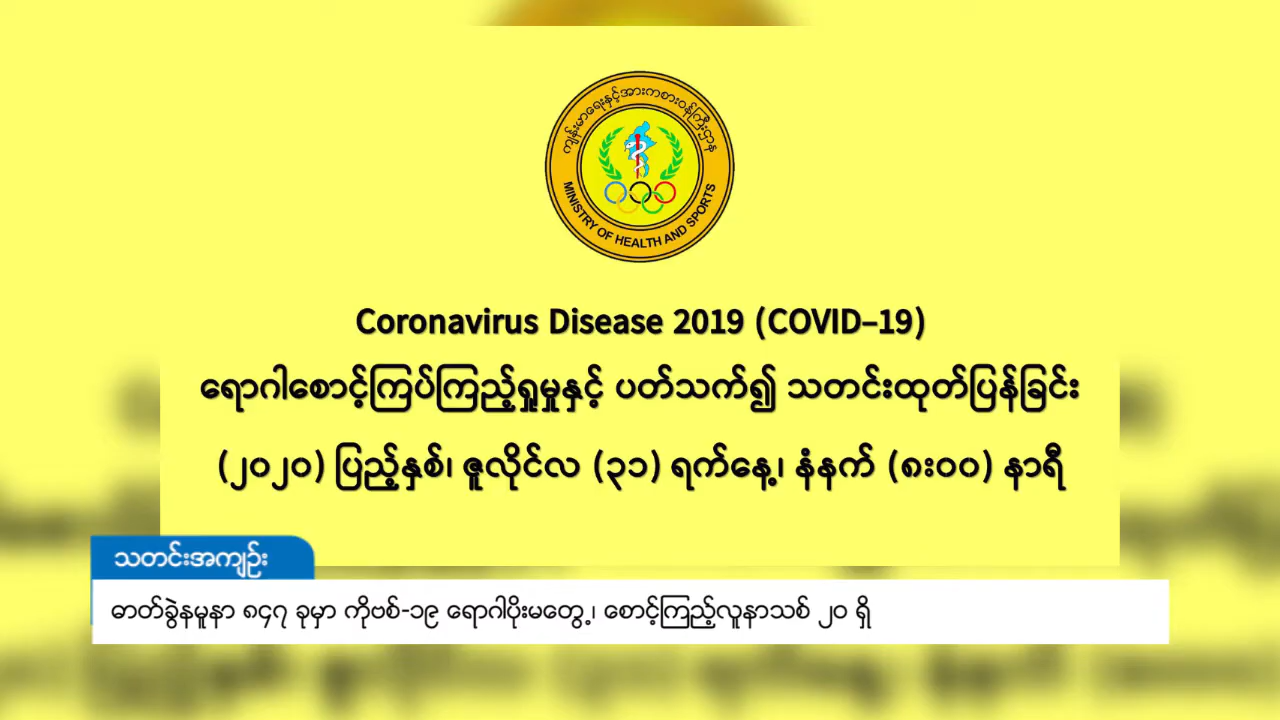 ကျန်းမာရေးနှင့်အားကစားဝန်ကြီးဌာန
MINISTRY OF HEALTH AND SPORTS
Coronavirus Disease 2019 (COVID-19)
ရောဂါစောင့်ကြပ်ကြည့်ရှုမှုနှင့် ပတ်သက်၍ သတင်းထုတ်ပြန်ခြင်း
(၂၀၂၀) ပြည့်နှစ်၊ ဇူလိုင်လ (၃၁) ရက်နေ့၊ နံနက် (၈း၀၀) နာရီ
သတင်းအကျဉ်း
ဓာတ်ခွဲနမူနာ ၈၄၇ ခုမှာ ကိုဗစ်-၁၉ ရောဂါပိုးမတွေ့၊ စောင့်ကြည့်လူနာသစ် ၂၀ ရှိ